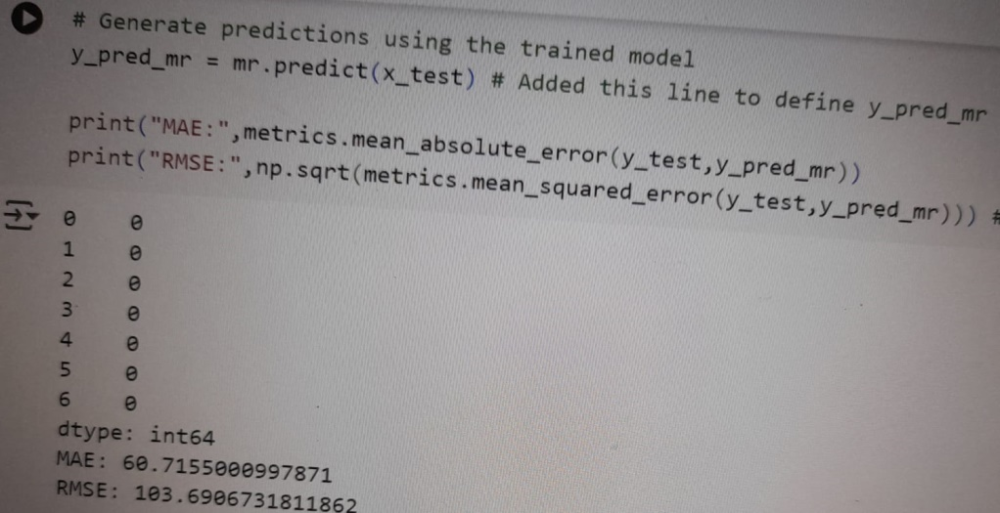 # Generate predictions using the trained model
y_pred_mr = mr.predict(x_test) # Added this line to define y_pred_mr
print("MAE:",metrics.mean_absolute_error(y_test,y_pred_mr))
print("RMSE:",np.sqrt(metrics.mean_squared_error(y_test,y_pred_mr))) #
0 0
1 0
2 0
3 0
4 0
5 0
6 0
dtype: int64
MAE: 60.7155000997871
RMSE: 103.6906731811862